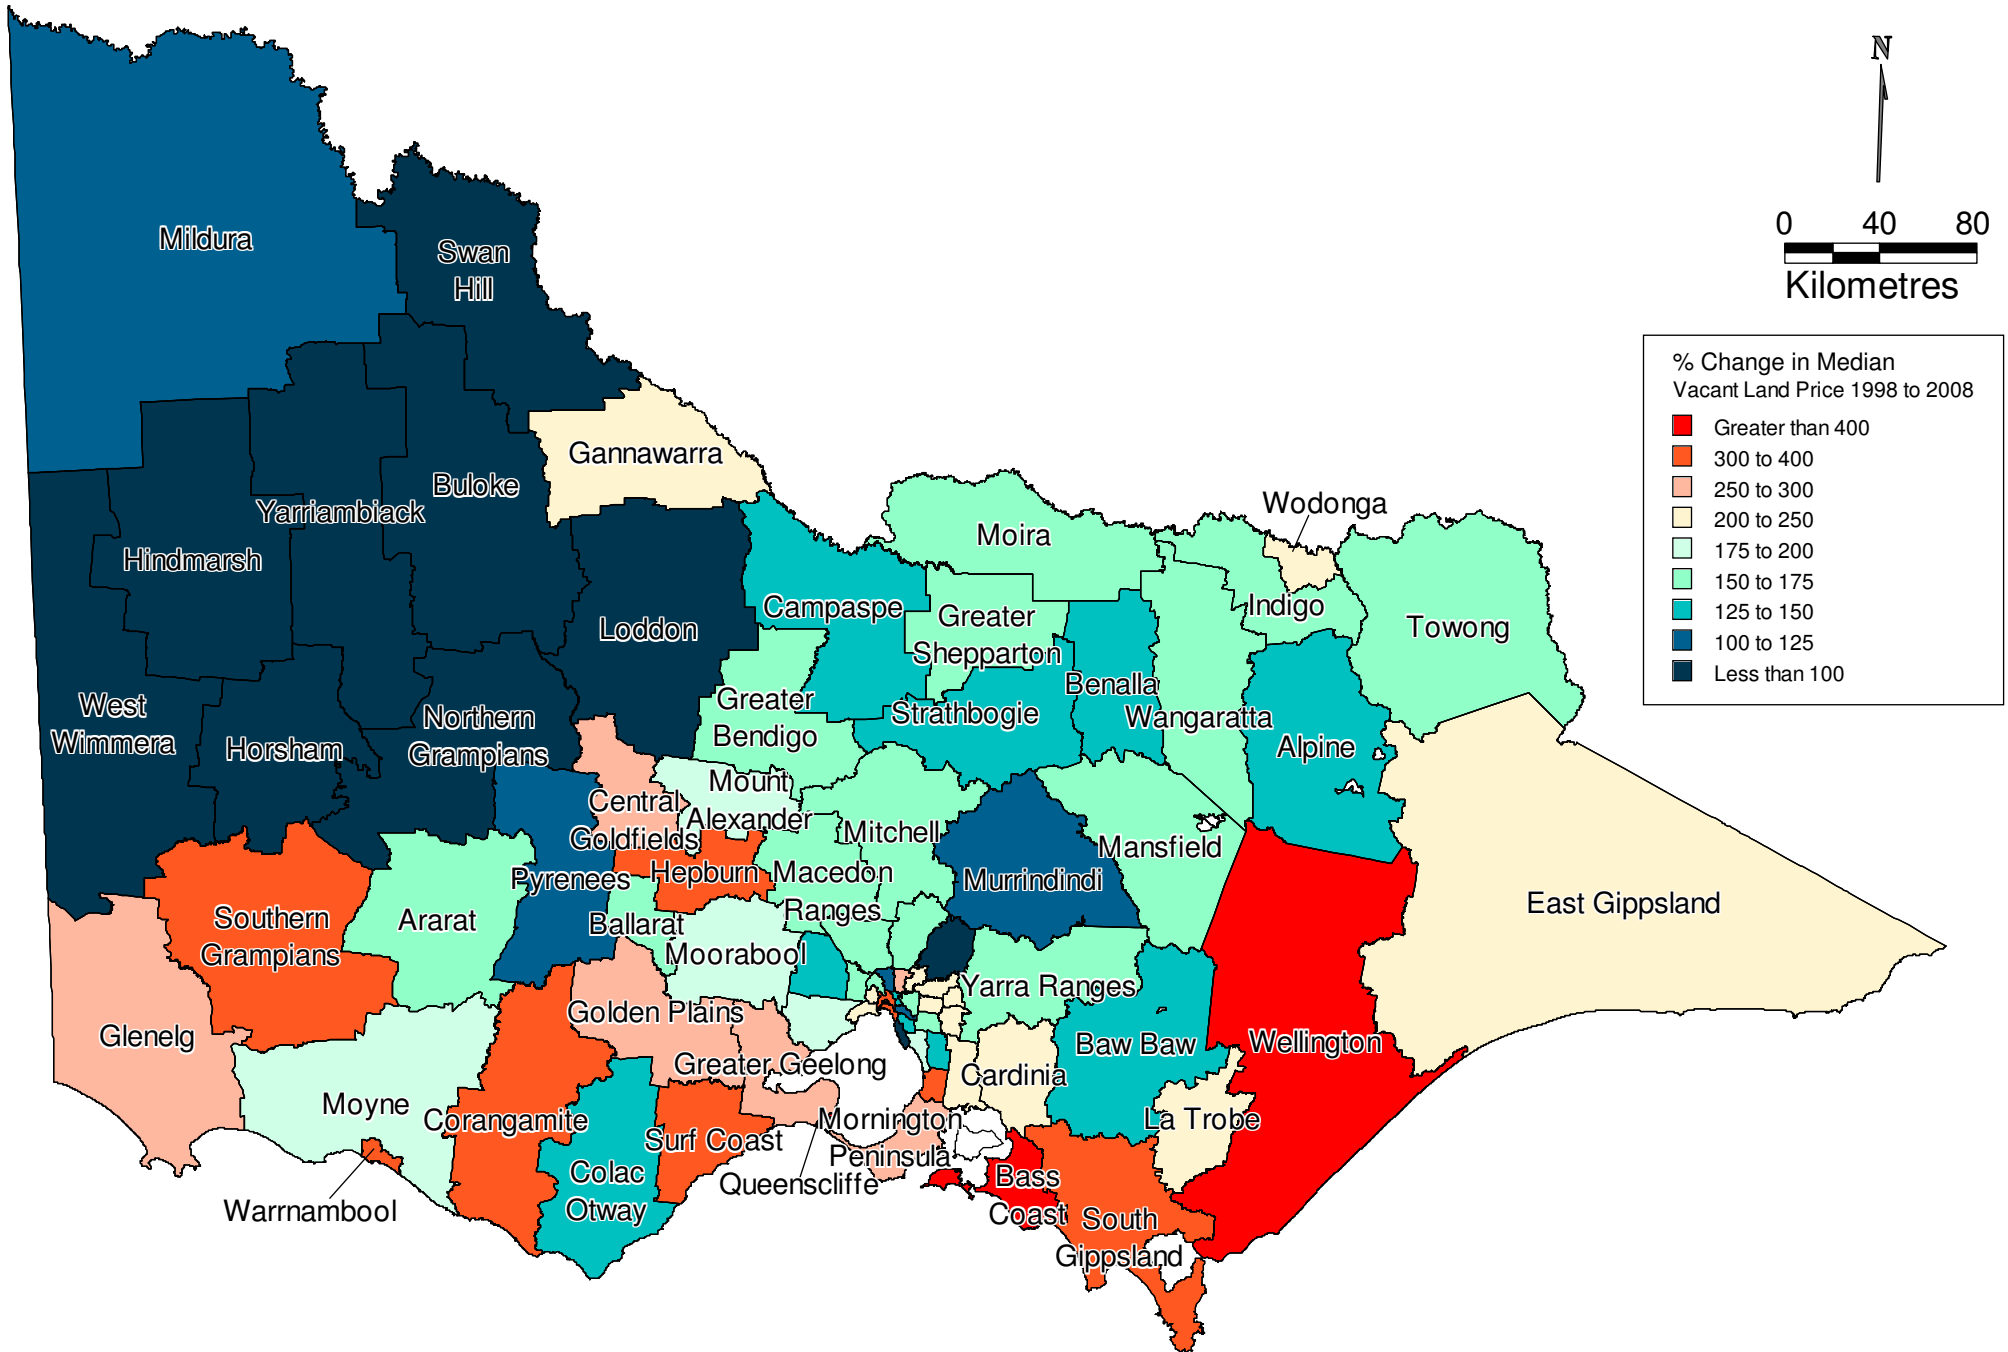 N
0 40 80
Kilometres
% Change in Median
Vacant Land Price 1998 to 2008
Greater than 400
300 to 400
250 to 300
200 to 250
175 to 200
150 to 175
125 to 150
100 to 125
Less than 100
Mildura
Swan
Hill
Gannawarra
Buluke
Yarriambiack
Hindmarsh
Wodonga
Moira
Campaspe
Greater
Shepparton
Indigo
Towong
Loddon
West
Wimmera
Horsham
Northern
Grampians
Greater
Bendigo
Strathbogie
Benalla
Wangaratta
Alpine
Mount
Alexander
Central
Goldfields
Mitchell
Mansfield
Hepburn
Macedon
Ranges
Murrindindi
Pyrenees
East Gippsland
Southern
Grampians
Ararat
Ballarat
Moorabool
Yarra Ranges
Golden Plains
Glenelg
Baw Baw
Wellington
Greater Geelong
Cardinia
Moyne
Corangamite
Surf Coast
Mornington
Peninsula
La Trobe
Colac
Otway
Queenscliffe
Bass
Coast
Warrnambool
South
Gippsland